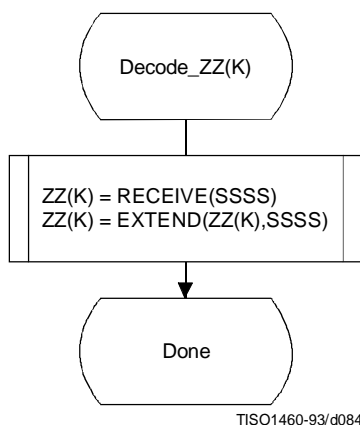 Decode_ZZ(K)
ZZ(K) = RECEIVE(SSSS)
ZZ(K) = EXTEND(ZZ(K),SSSS)
Done
TISO1460-93/d084